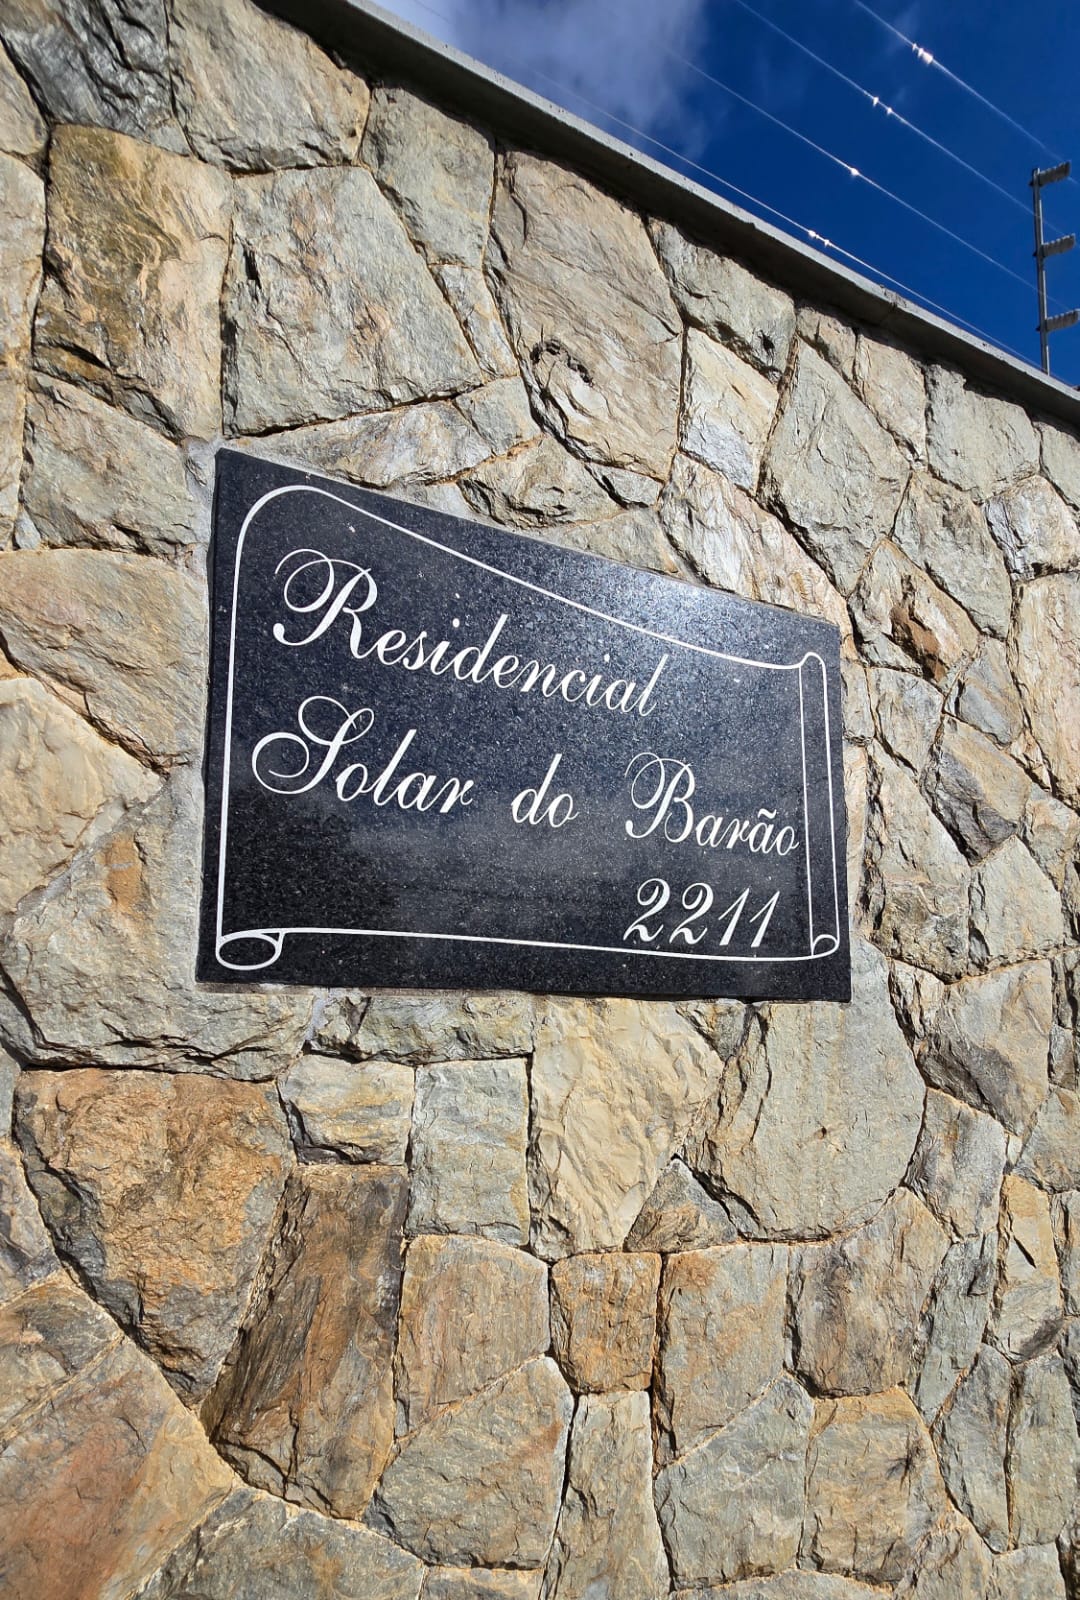 Residencial
Solar do Barão
2211